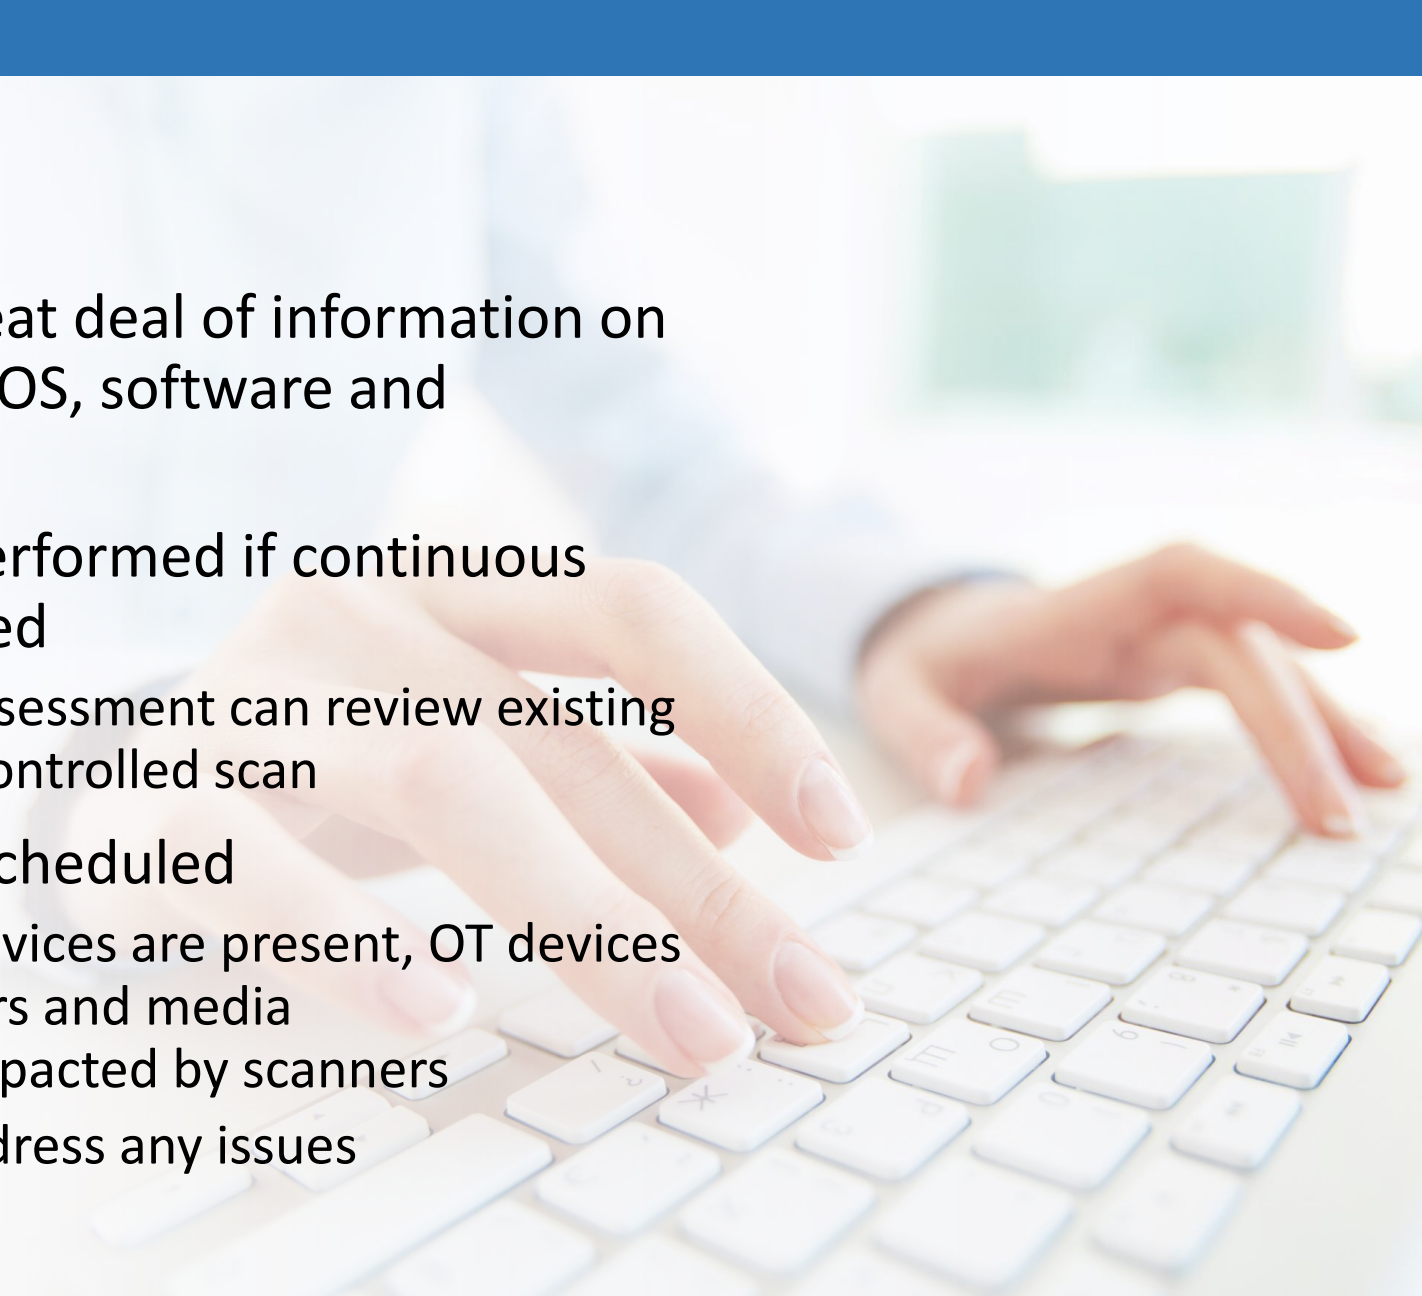 eat deal of information on
OS, software and
erformed if continuous
ed
sessment can review existing
ontrolled scan
cheduled
vices are present, OT devices
rs and media
pacted by scanners
dress any issues